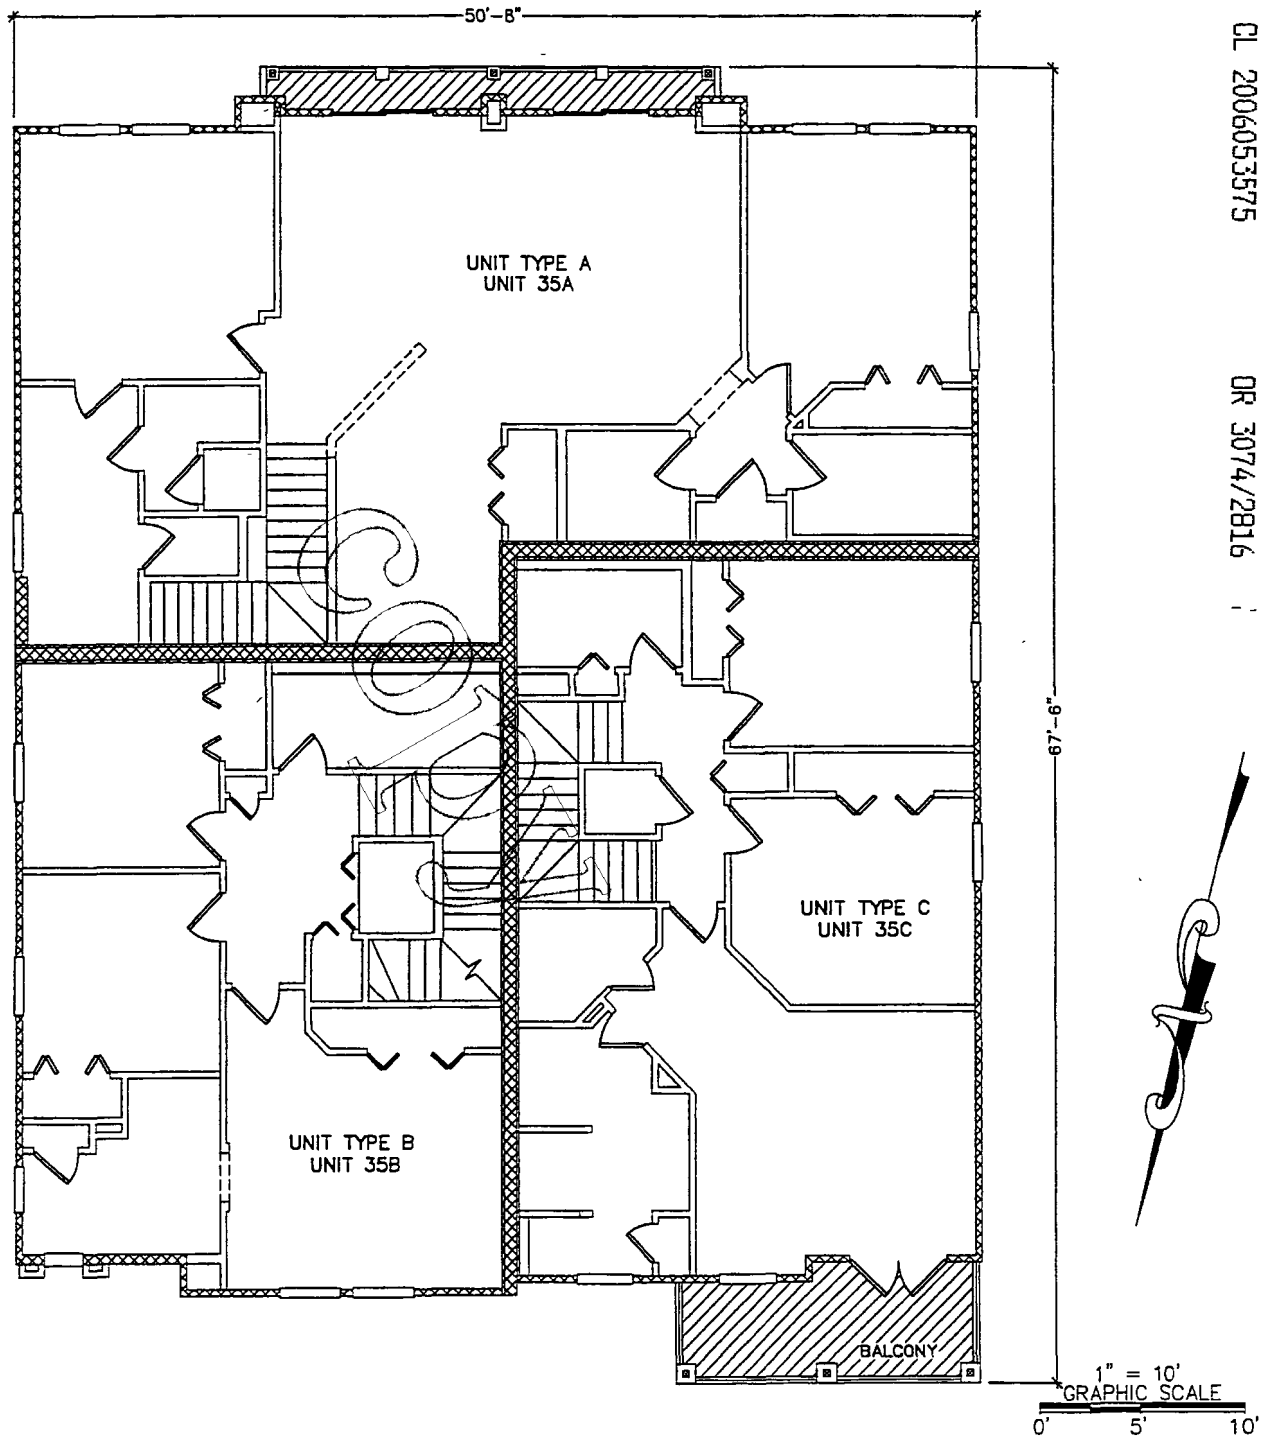 50'-8"
CL 2006053575
OR 3074/2816
UNIT TYPE A
UNIT 35A
COPY
67'-6"
UNIT TYPE C
UNIT 35C
UNIT TYPE B
UNIT 35B
BALCONY
1" = 10'
GRAPHIC SCALE
0' 5' 10'